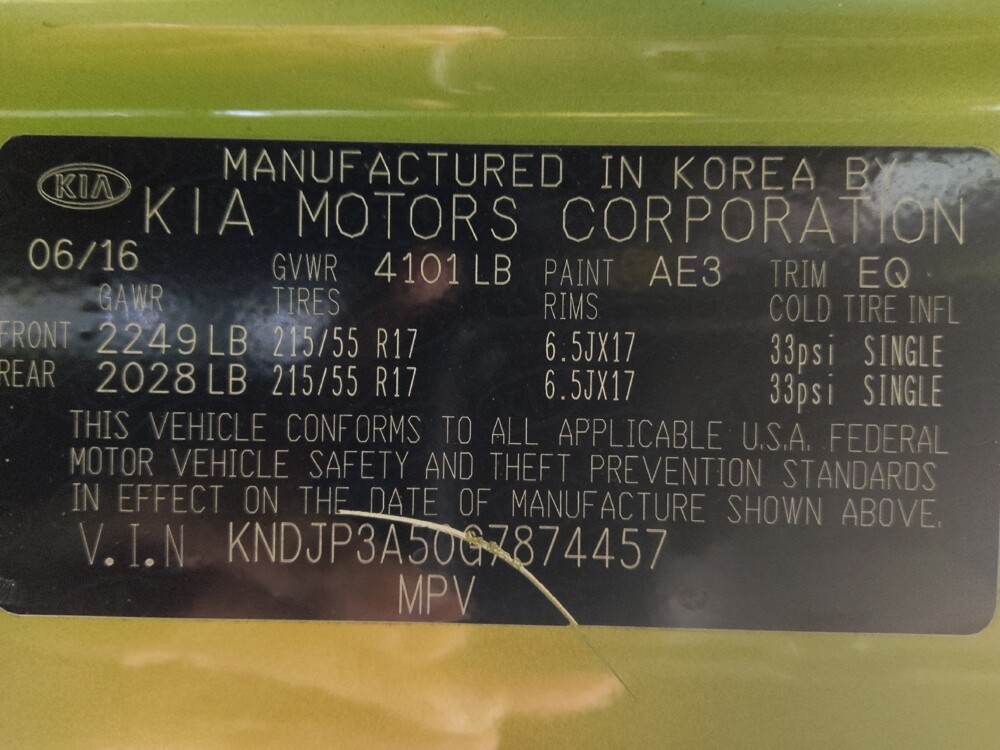 KIA MANUFACTURED IN KOREA BY
KIA MOTORS CORPORATION
06/16 GVWR 4101 LB PAINT AE3 TRIM EQ
GAWR TIRES RIMS COLD TIRE INFL
FRONT 2249 LB 215/55 R17 6.5JX17 33psi SINGLE
REAR 2028 LB 215/55 R17 6.5JX17 33psi SINGLE
THIS VEHICLE CONFORMS TO ALL APPLICABLE U.S.A. FEDERAL
MOTOR VEHICLE SAFETY AND THEFT PREVENTION STANDARDS
IN EFFECT ON THE DATE OF MANUFACTURE SHOWN ABOVE.
V.I.N KNDJP3A50G7874457
MPV